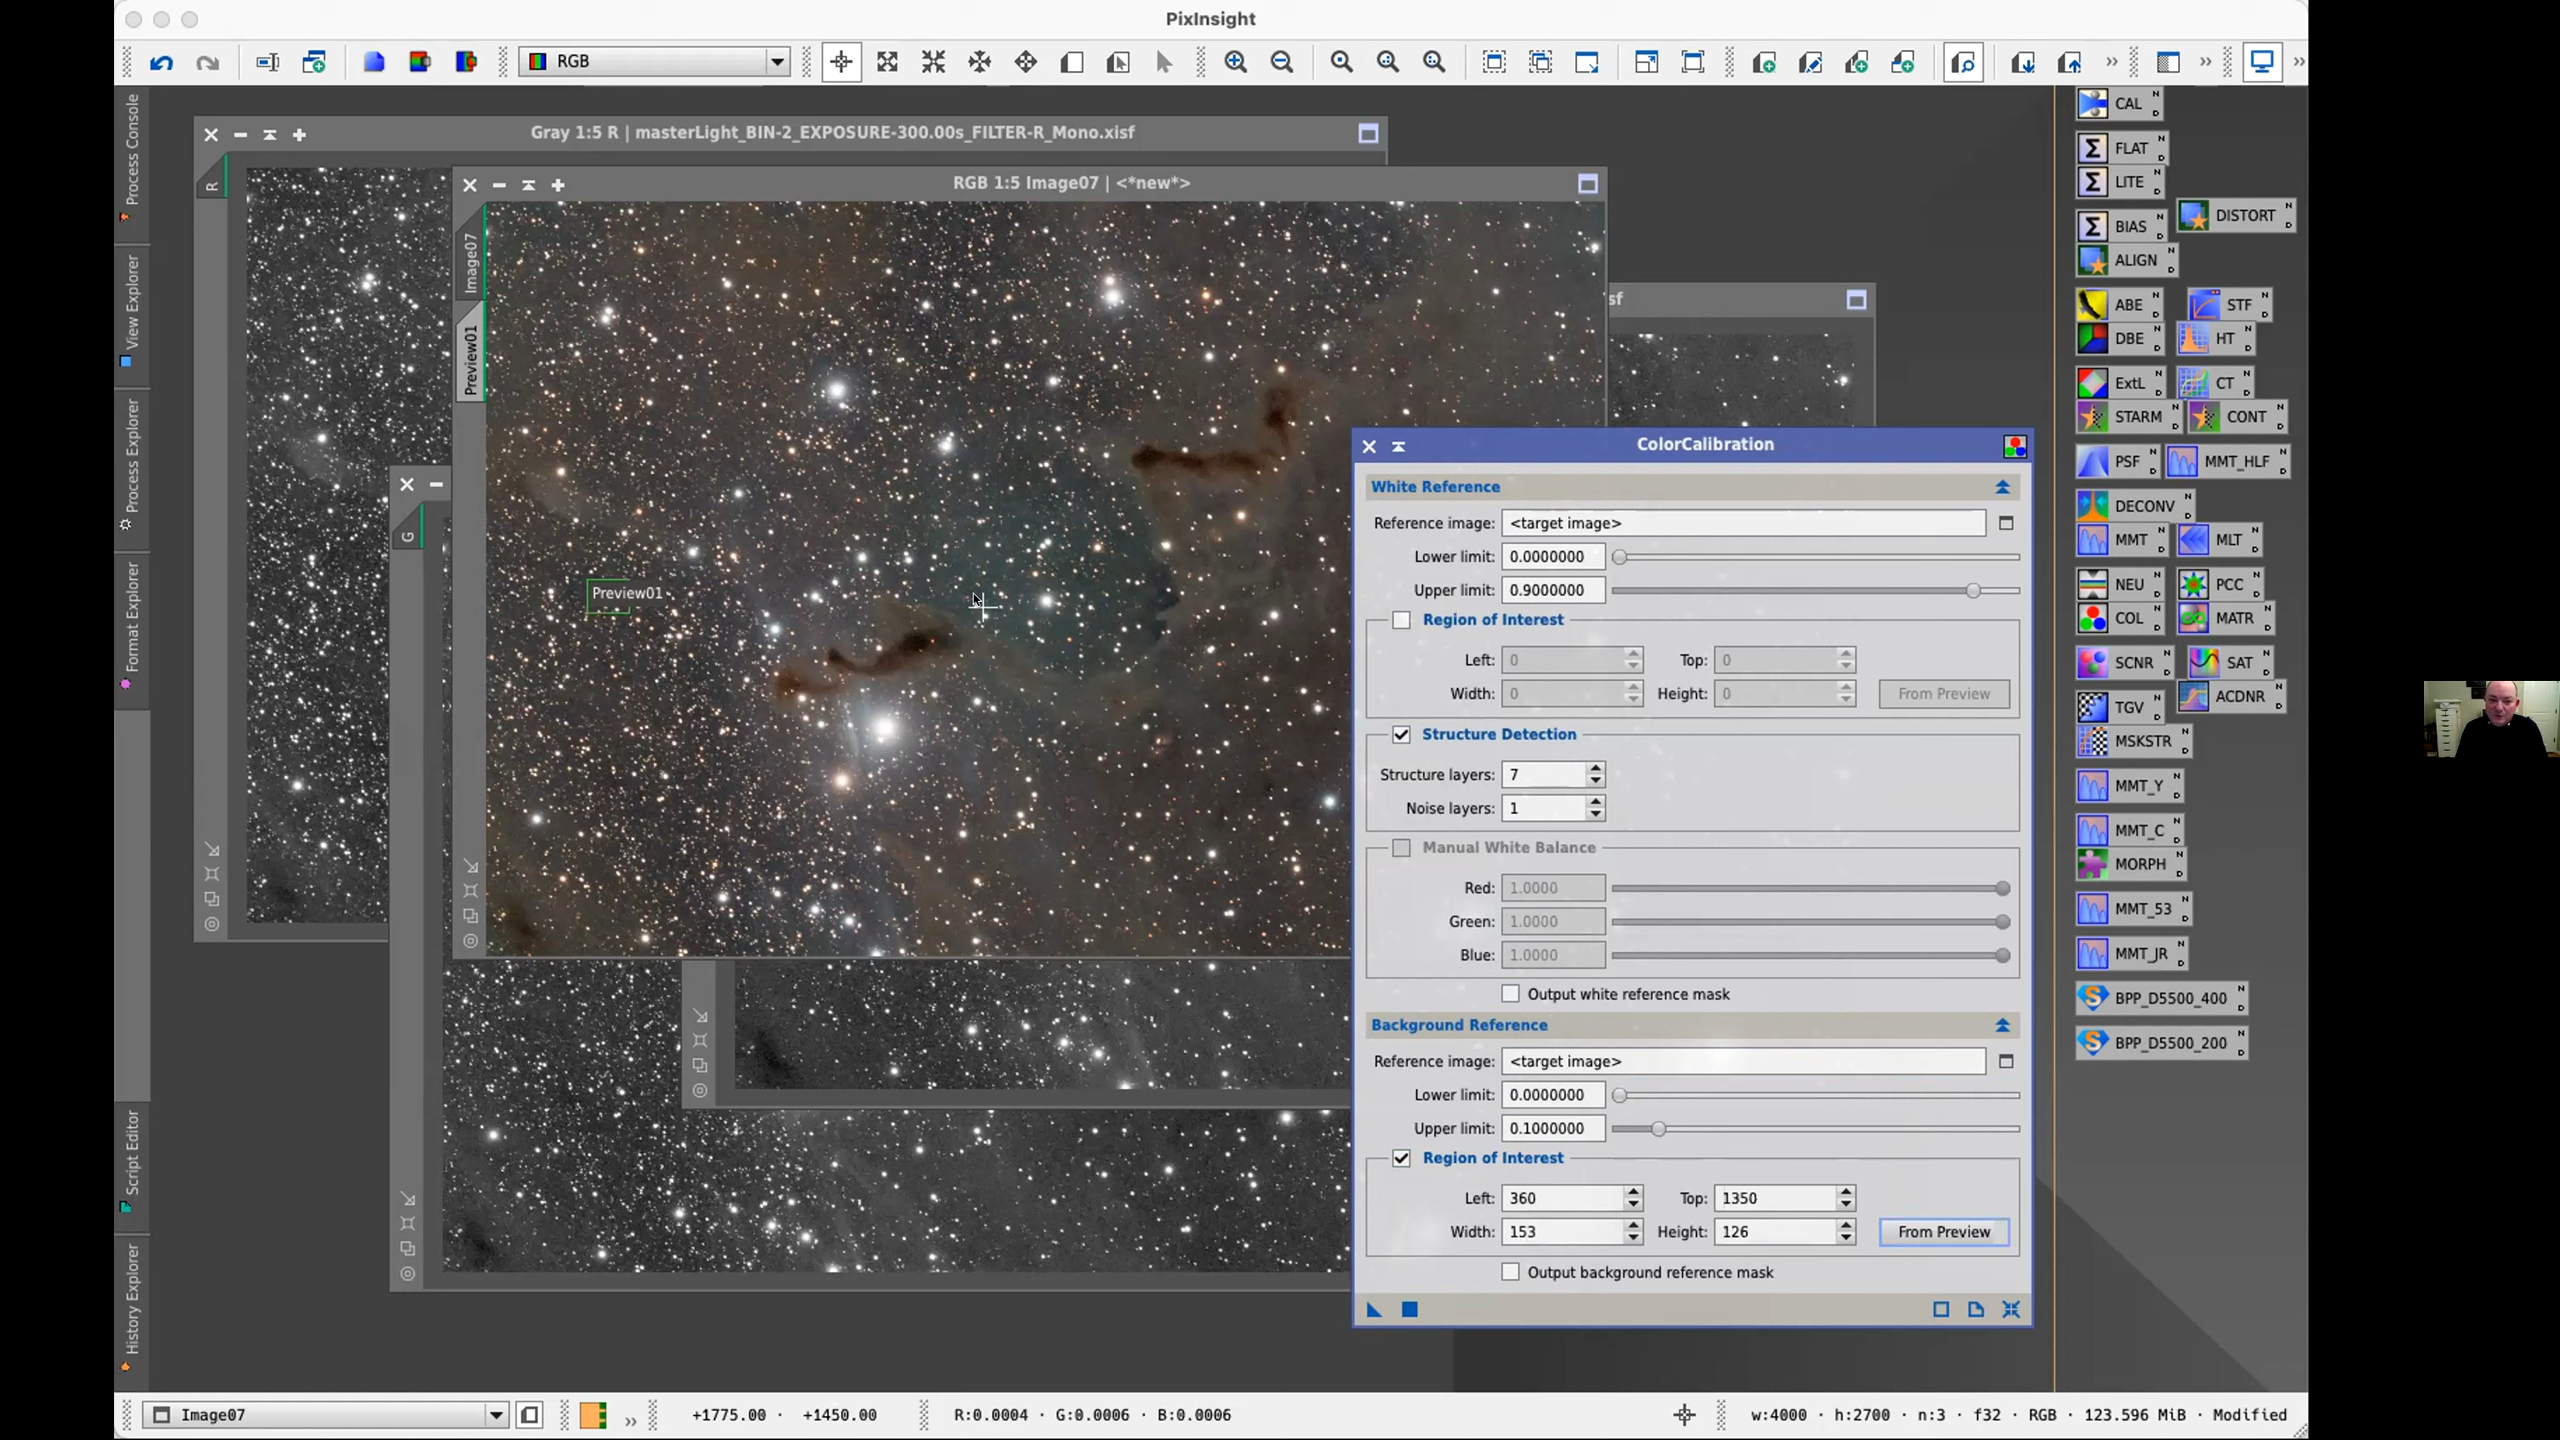 PixInsight
RGB
Process Console
View Explorer
Process Explorer
Format Explorer
Script Editor
History Explorer
Gray 1:5 R | masterLight_BIN-2_EXPOSURE-300.00s_FILTER-R_Mono.xisf
R
RGB 1:5 Image07 | <*new*>
Image07
Preview01
Preview01
G
sf
ColorCalibration
White Reference
Reference image: <target image>
Lower limit: 0.0000000
Upper limit: 0.9000000
Region of Interest
Left: 0 Top: 0
Width: 0 Height: 0 From Preview
Structure Detection
Structure layers: 7
Noise layers: 1
Manual White Balance
Red: 1.0000
Green: 1.0000
Blue: 1.0000
Output white reference mask
Background Reference
Reference image: <target image>
Lower limit: 0.0000000
Upper limit: 0.1000000
Region of Interest
Left: 360 Top: 1350
Width: 153 Height: 126 From Preview
Output background reference mask
CAL N D
FLAT N D
LITE N D
DISTORT N D
BIAS N D
ALIGN N D
ABE N D STF N D
DBE N D HT N D
ExtL N D CT N D
STARM N D CONT N D
PSF N D MMT_HLF N D
DECONV N D
MMT N D MLT N D
NEU N D PCC N D
COL N D MATR N D
SCNR N D SAT N D
TGV N D ACDNR N D
MSKSTR N D
MMT_Y N D
MMT_C N D
MORPH N D
MMT_53 N D
MMT_JR N D
BPP_D5500_400 N D
BPP_D5500_200 N D
Image07
+1775.00 · +1450.00
R:0.0004 · G:0.0006 · B:0.0006
w:4000 · h:2700 · n:3 · f32 · RGB · 123.596 MiB · Modified